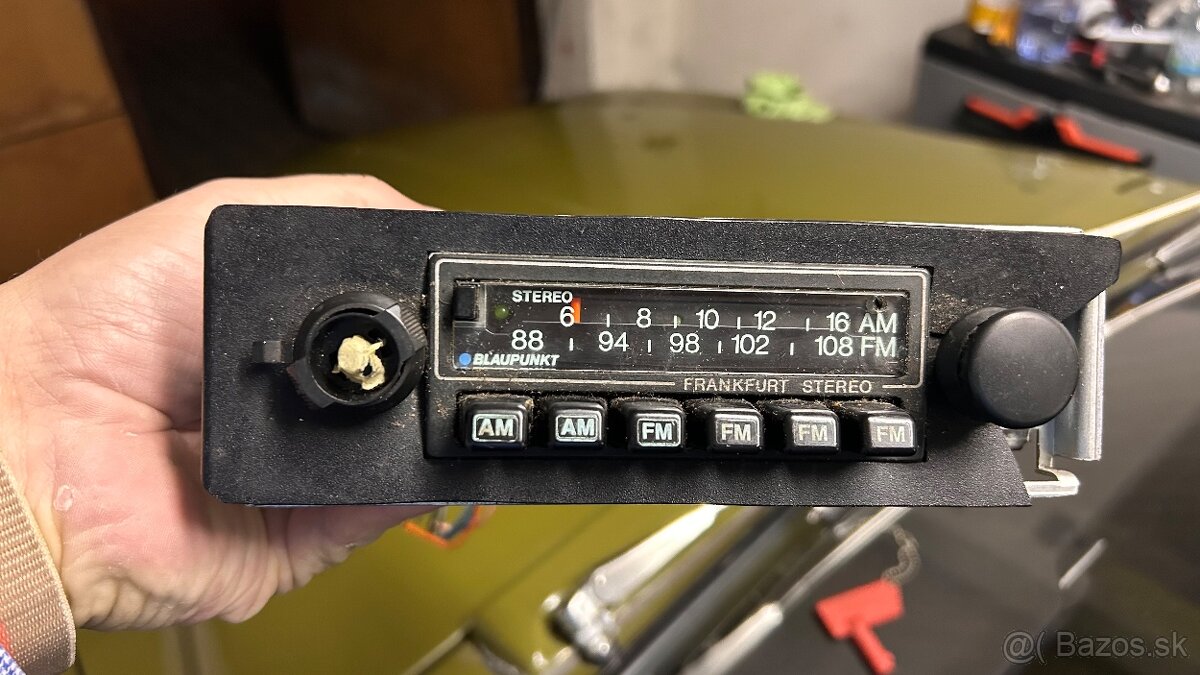 STEREO
6 8 10 12 16 AM
88 94 98 102 108 FM
BLAUPUNKT
FRANKFURT STEREO
AM AM FM FM FM FM
@( Bazos.sk